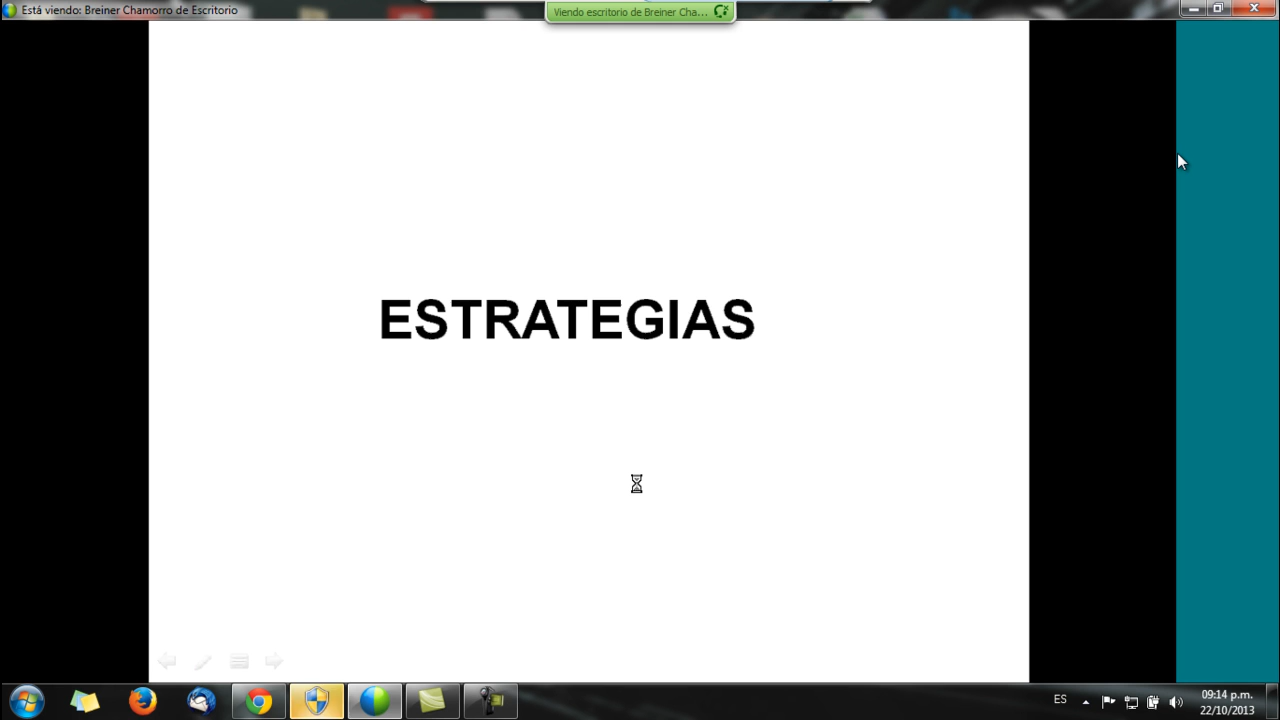 Está viendo: Breiner Chamorro de Escritorio
Viendo escritorio de Breiner Cha...
ESTRATEGIAS
ES
09:14 p.m.
22/10/2013